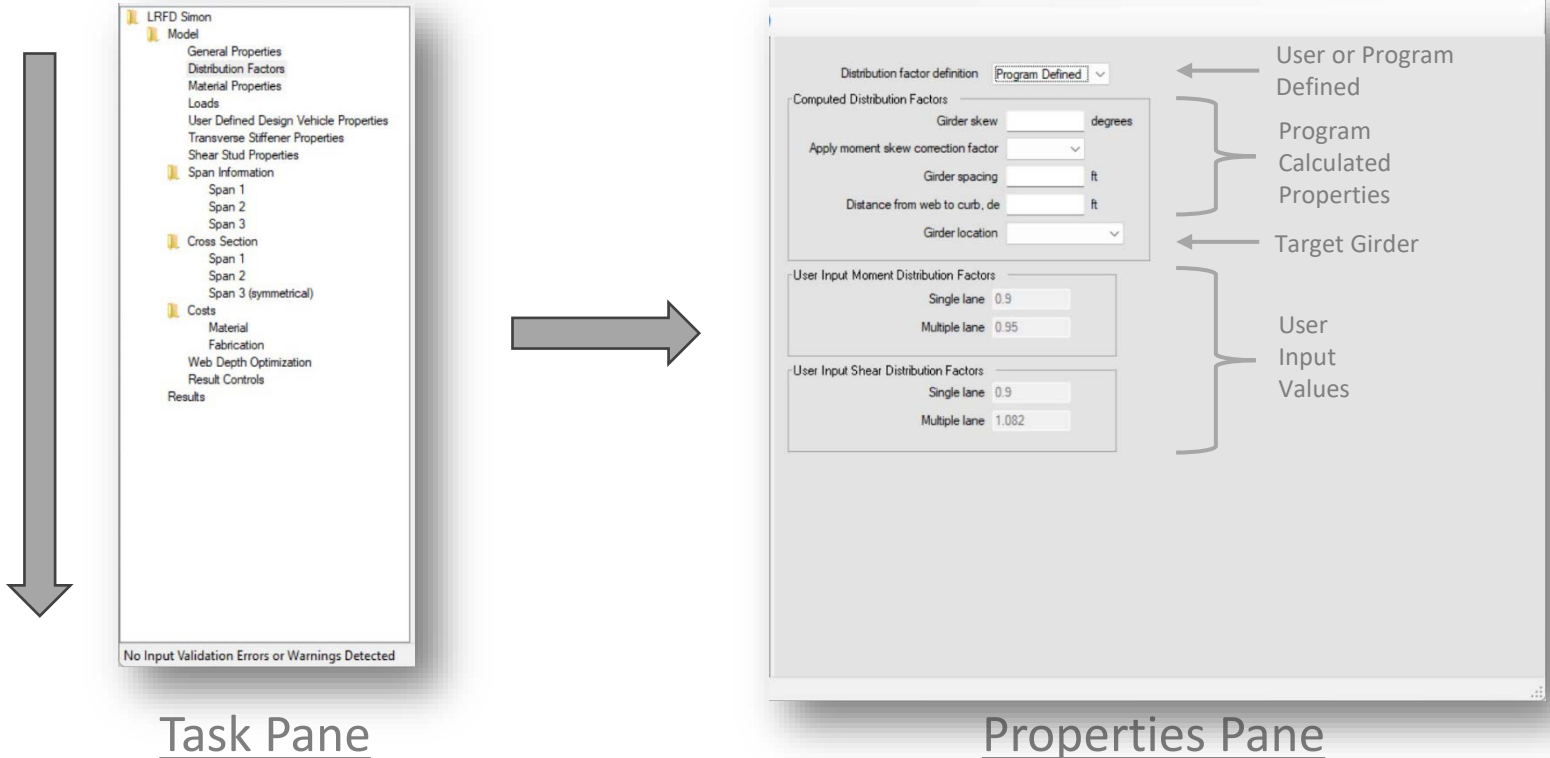 LRFD Simon
Model
General Properties
Distribution Factors
Material Properties
Loads
User Defined Design Vehicle Properties
Transverse Stiffener Properties
Shear Stud Properties
Span Information
Span 1
Span 2
Span 3
Cross Section
Span 1
Span 2
Span 3 (symmetrical)
Costs
Material
Fabrication
Web Depth Optimization
Result Controls
Results
No Input Validation Errors or Warnings Detected
Task Pane
Distribution factor definition Program Defined
Computed Distribution Factors
Girder skew degrees
Apply moment skew correction factor
Girder spacing ft
Distance from web to curb, de ft
Girder location
User Input Moment Distribution Factors
Single lane 0.9
Multiple lane 0.95
User Input Shear Distribution Factors
Single lane 0.9
Multiple lane 1.082
User or Program
Defined
Program
Calculated
Properties
Target Girder
User
Input
Values
Properties Pane